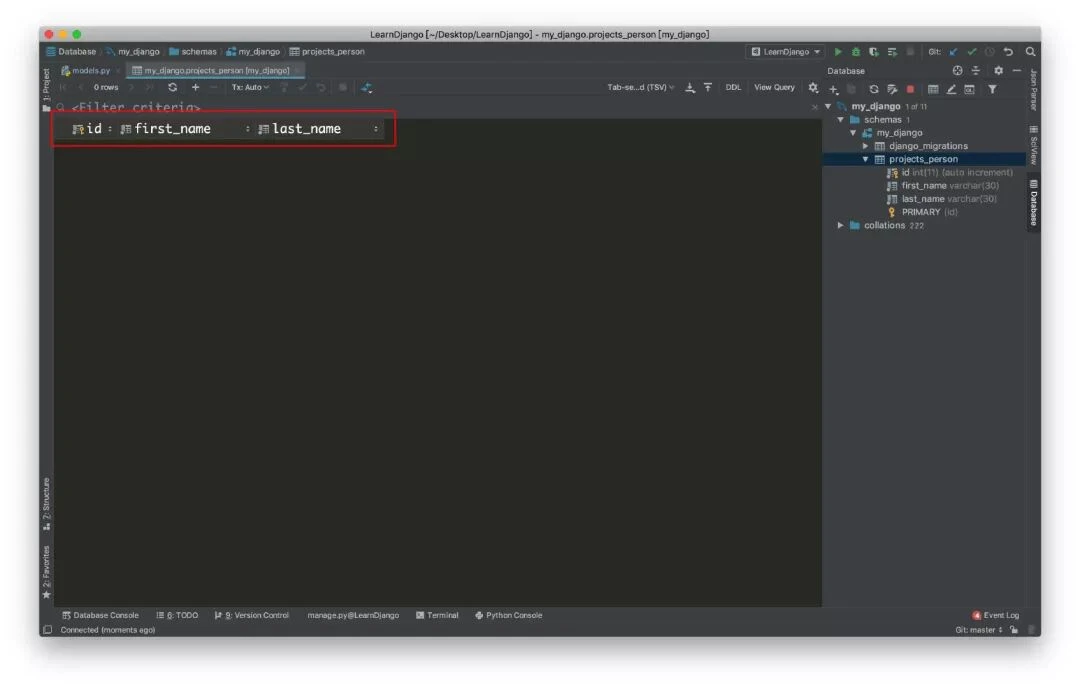 LearnDjango [~/Desktop/LearnDjango] - my_django.projects_person [my_django]
Database my_django schemas my_django projects_person LearnDjango Git:
models.py my_django.projects_person [my_django] Database
1: Project 0 rows Tx: Auto Tab-se...d (TSV) DDL View Query
<Filter criteria>
id first_name last_name
my_django 1 of 11
schemas 1
my_django
django_migrations
projects_person
id int(11) (auto increment)
first_name varchar(30)
last_name varchar(30)
PRIMARY (id)
collations 222
Json Parser
SciView
Database
7: Structure
2: Favorites
Database Console 6: TODO 9: Version Control manage.py@LearnDjango Terminal Python Console 4 Event Log
Connected (moments ago) Git: master